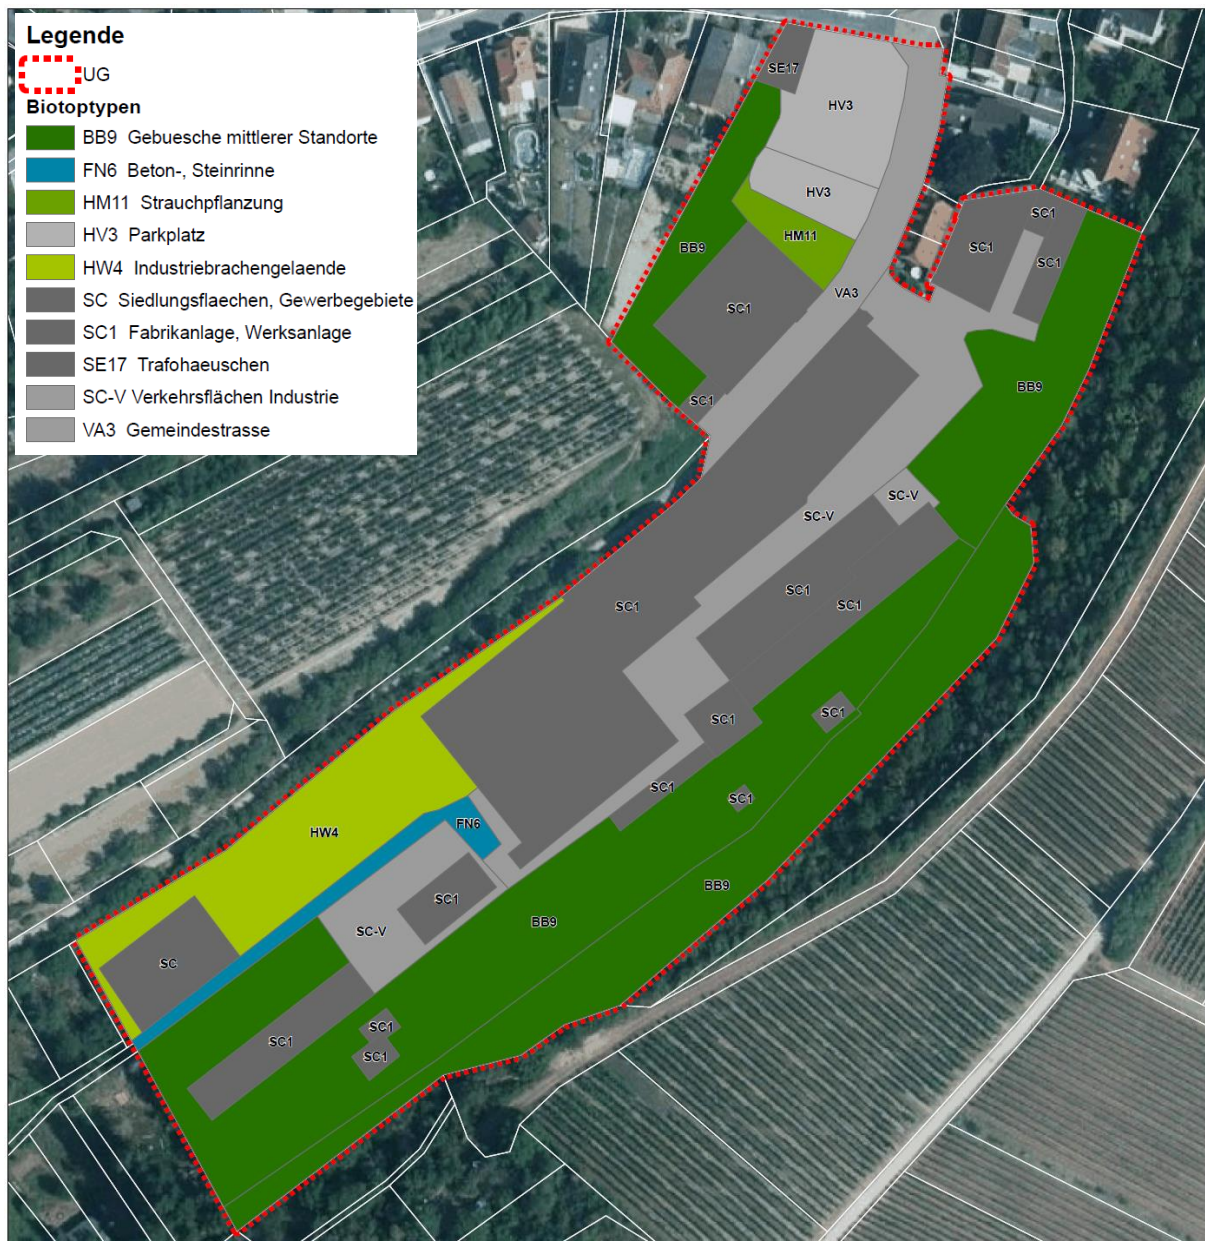 Legende
UG
Biotoptypen
BB9 Gebuesche mittlerer Standorte
FN6 Beton-, Steinrinne
HM11 Strauchpflanzung
HV3 Parkplatz
HW4 Industriebrachengelaende
SC Siedlungsflaechen, Gewerbegebiete
SC1 Fabrikanlage, Werksanlage
SE17 Trafohaeuschen
SC-V Verkehrsflächen Industrie
VA3 Gemeindestrasse
SE17
HV3
HV3
SC1
HM11
BB9
SC1
SC1
VA3
SC1
BB9
SC1
SC-V
SC-V
SC1
SC1
SC1
SC1
SC1
SC1
SC1
FN6
HW4
BB9
SC1
BB9
SC-V
SC
SC1
SC1
SC1